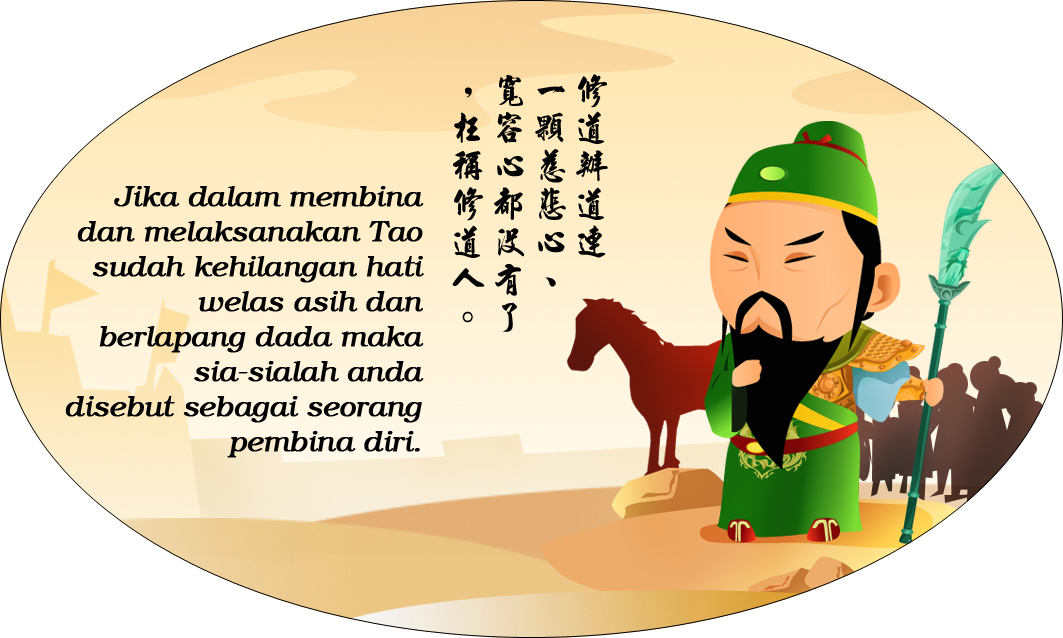 Jika dalam membina
dan melaksanakan Tao
sudah kehilangan hati
welas asih dan
berlapang dada maka
sia-sialah anda
disebut sebagai seorang
pembina diri.
修道辦道連
一顆慈悲心、
寬容心都沒有了
，枉稱修道人。